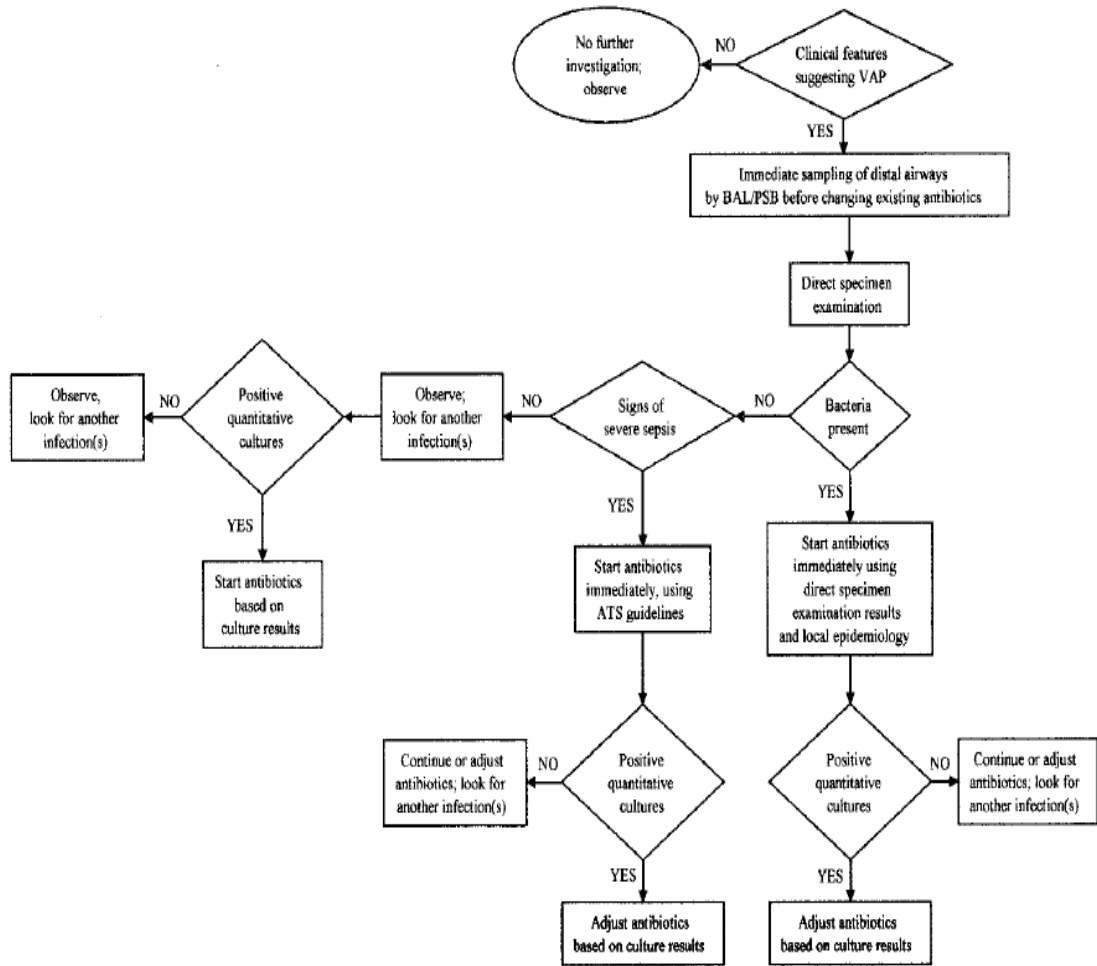 No further
investigation;
observe
NO
Clinical features
suggesting VAP
YES
Immediate sampling of distal airways
by BAL/PSB before changing existing antibiotics
Direct specimen
examination
Observe,
look for another
infection(s)
NO
Positive
quantitative
cultures
Observe;
look for another
infection(s)
NO
Signs of
severe sepsis
NO
Bacteria
present
YES
YES
YES
Start antibiotics
based on
culture results
Start antibiotics
immediately, using
ATS guidelines
Start antibiotics
immediately using
direct specimen
examination results
and local epidemiology
Continue or adjust
antibiotics; look for
another infection(s)
NO
Positive
quantitative
cultures
Positive
quantitative
cultures
NO
Continue or adjust
antibiotics; look for
another infection(s)
YES
YES
Adjust antibiotics
based on culture results
Adjust antibiotics
based on culture results